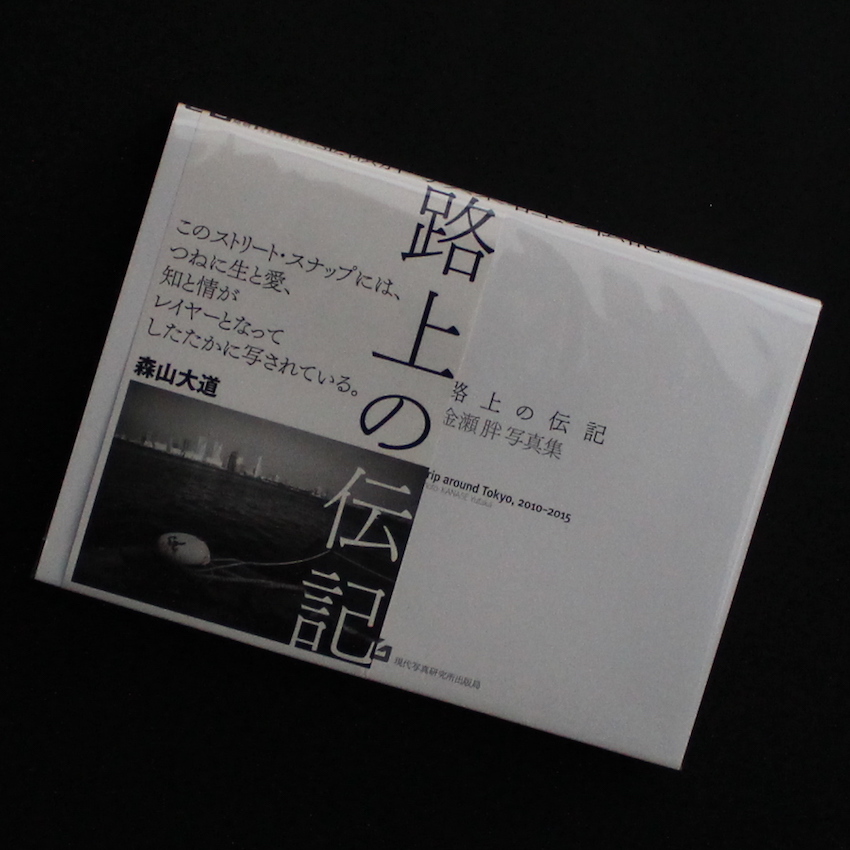 路上の伝記
このストリート・スナップには、
つねに生と愛、
知と情が
レイヤーとなって
したたかに写されている。
森山大道
路上の伝記
金瀬胖 写真集
rip around Tokyo, 2010-2015
KANASE Yutaka
現代写真研究所出版局